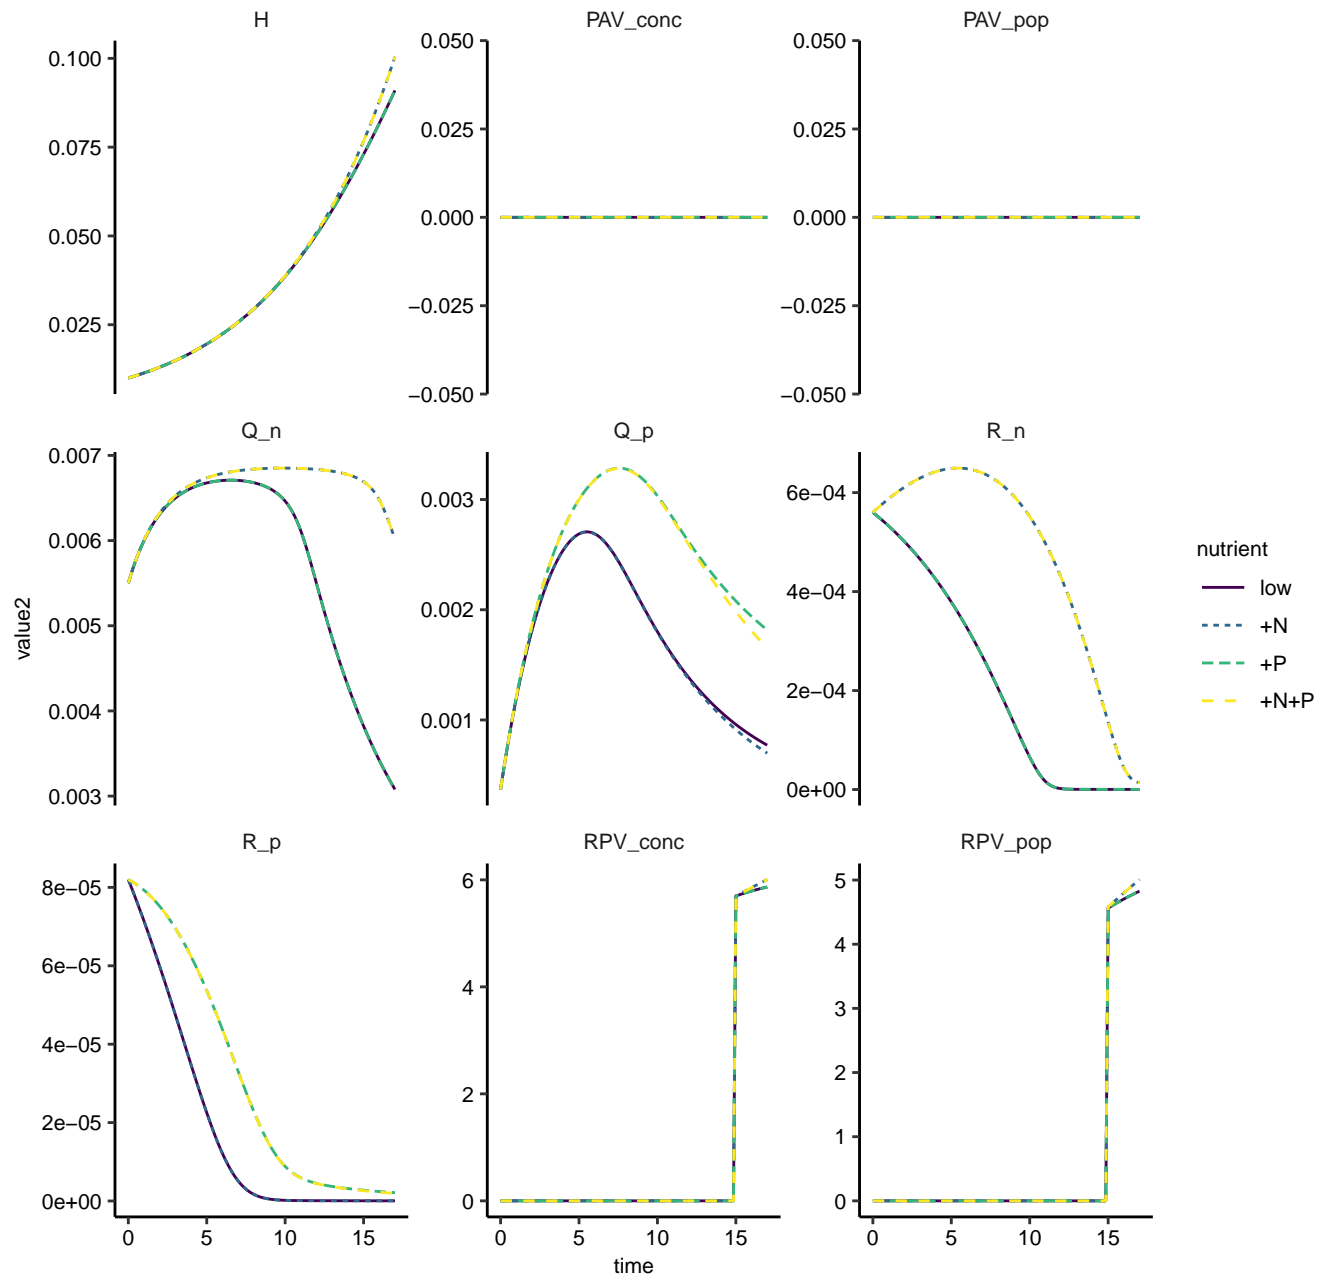 H
PAV_conc
PAV_pop
0.100
0.075
0.050
0.025
0.050
0.025
0.000
−0.025
−0.050
0.050
0.025
0.000
−0.025
−0.050
Q_n
Q_p
R_n
0.007
0.006
0.005
0.004
0.003
0.003
0.002
0.001
6e−04
4e−04
2e−04
0e+00
value2
nutrient
low
+N
+P
+N+P
R_p
RPV_conc
RPV_pop
8e−05
6e−05
4e−05
2e−05
0e+00
6
4
2
0
5
4
3
2
1
0
0 5 10 15
0 5 10 15
0 5 10 15
time